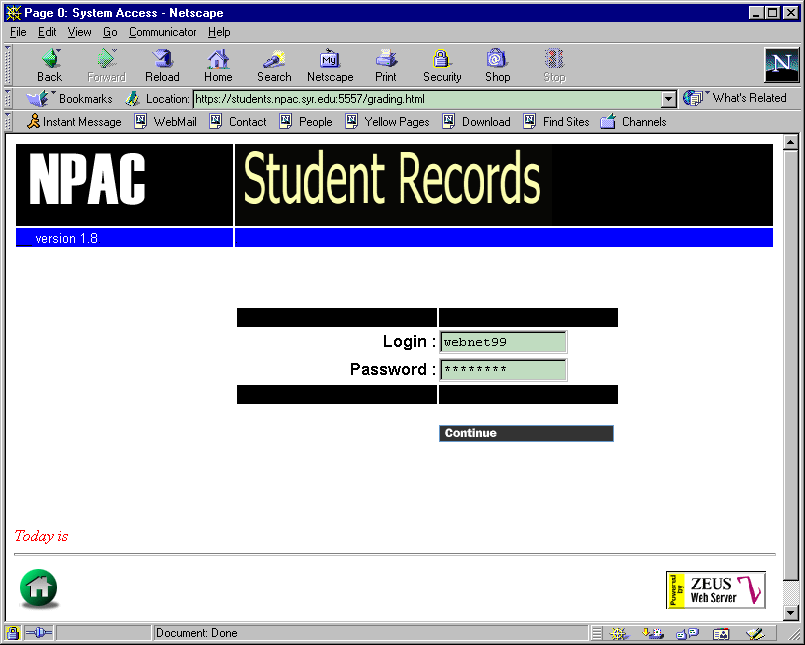 Page 0: System Access - Netscape
File Edit View Go Communicator Help
Back Forward Reload Home Search Netscape Print Security Shop Stop
Bookmarks Location: https://students.npac.syr.edu:5557/grading.html What's Related
Instant Message WebMail Contact People Yellow Pages Download Find Sites Channels
NPAC Student Records
version 1.8
Login : webnet99
Password : ********
Continue
Today is
Powered by ZEUS
Web Server
Document: Done